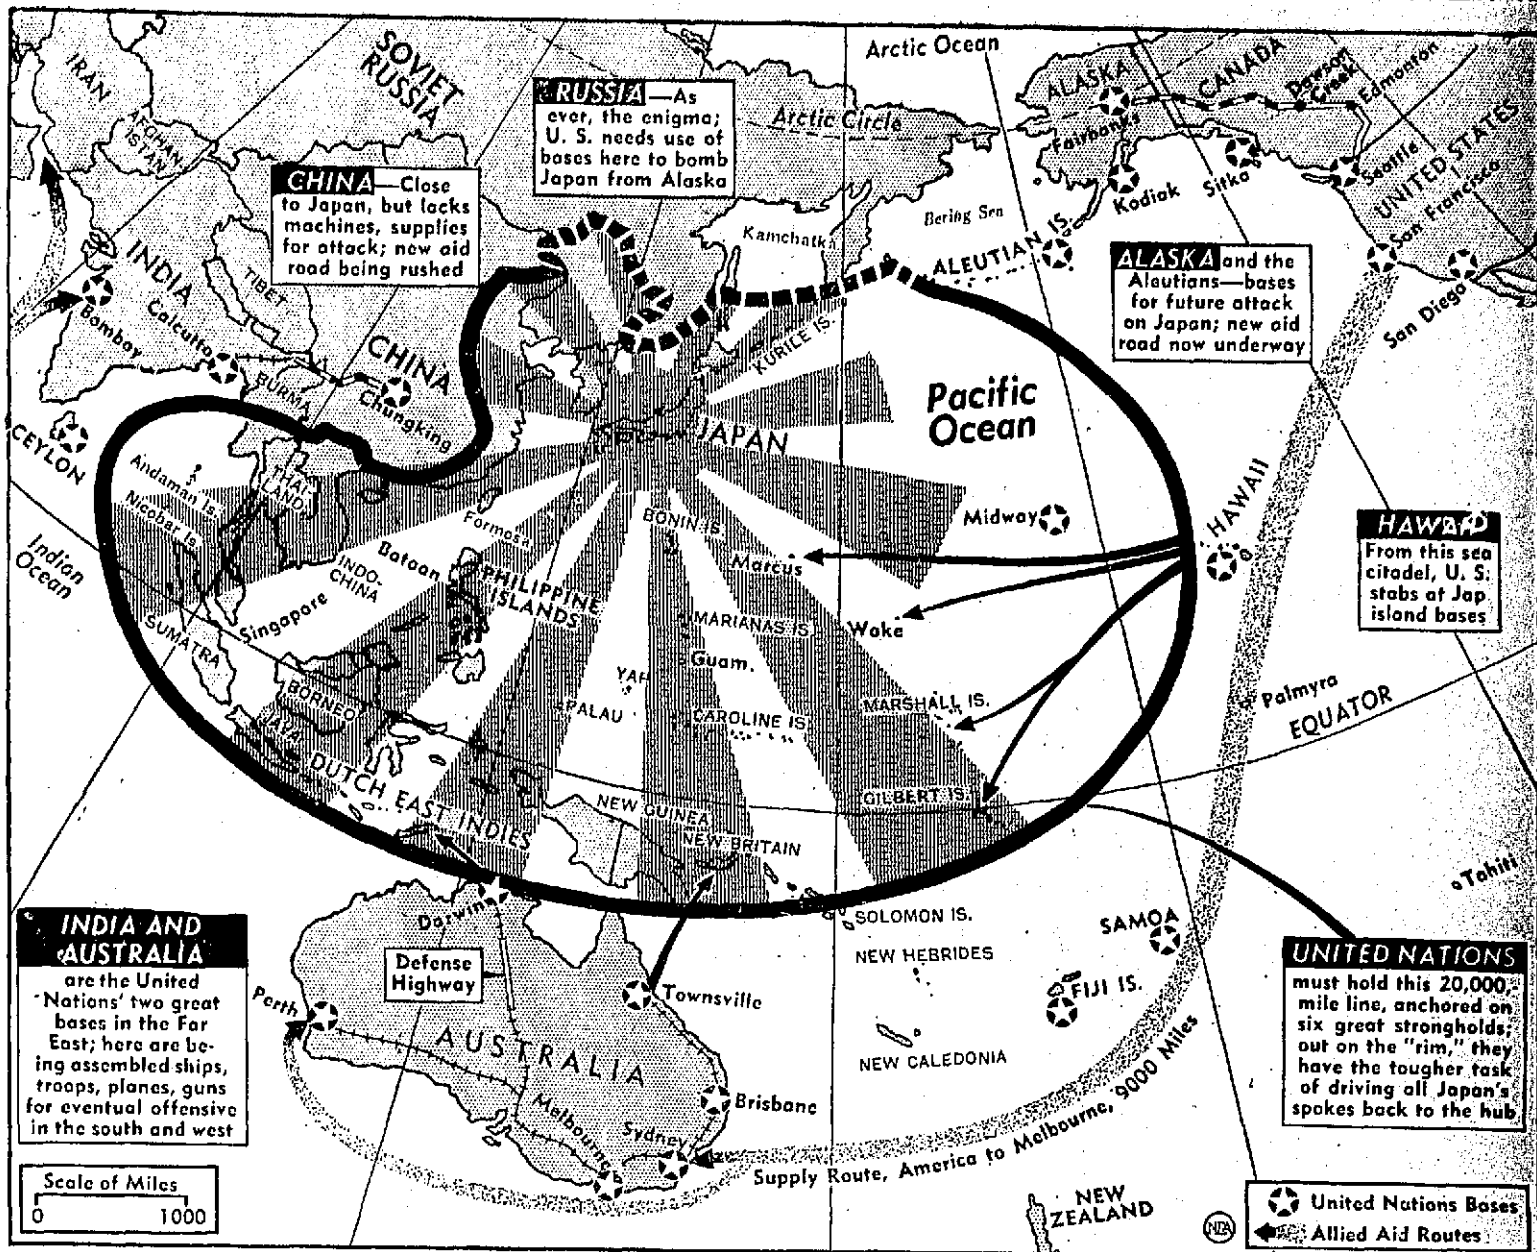 Arctic Ocean
SOVIET
RUSSIA
IRAN
AFGHAN-
ISTAN
RUSSIA—As
ever, the enigma;
U. S. needs use of
bases here to bomb
Japan from Alaska
Arctic Circle
ALASKA
CANADA
Dawson
Creek
Edmonton
Fairbanks
Kodiak
Sitka
Seattle
UNITED STATES
San Francisco
San Diego
CHINA—Close
to Japan, but lacks
machines, supplies
for attack; new aid
road being rushed
Bering Sea
Kamchatka
ALEUTIAN IS.
ALASKA and the
Aleutians—bases
for future attack
on Japan; new aid
road now underway
INDIA
TIBET
Bombay
Calcutta
BURMA
CHINA
Chungking
KURILE IS.
Pacific
Ocean
JAPAN
CEYLON
Andaman Is.
Nicobar Is.
THAI-
LAND
Indian
Ocean
Formosa
BONIN IS.
Midway
HAWAII
Marcus
HAWAII
From this sea
citadel, U. S.
stabs at Jap
island bases
INDO-
CHINA
Bataan
PHILIPPINE
ISLANDS
Singapore
SUMATRA
MARIANAS IS.
Wake
Guam
YAP
PALAU
CAROLINE IS.
MARSHALL IS.
Palmyra
EQUATOR
BORNEO
JAVA
DUTCH EAST INDIES
GILBERT IS.
NEW GUINEA
NEW BRITAIN
Tahiti
Darwin
SOLOMON IS.
SAMOA
NEW HEBRIDES
FIJI IS.
INDIA AND
AUSTRALIA
are the United
Nations' two great
bases in the Far
East; here are be-
ing assembled ships,
troops, planes, guns
for eventual offensive
in the south and west
Defense
Highway
Perth
Townsville
AUSTRALIA
NEW CALEDONIA
UNITED NATIONS
must hold this 20,000-
mile line, anchored on
six great strongholds;
out on the "rim," they
have the tougher task
of driving all Japan's
spokes back to the hub
Brisbane
Melbourne
Sydney
Supply Route, America to Melbourne, 9000 Miles
Scale of Miles
0 1000
NEW
ZEALAND
NEA
United Nations Bases
Allied Aid Routes